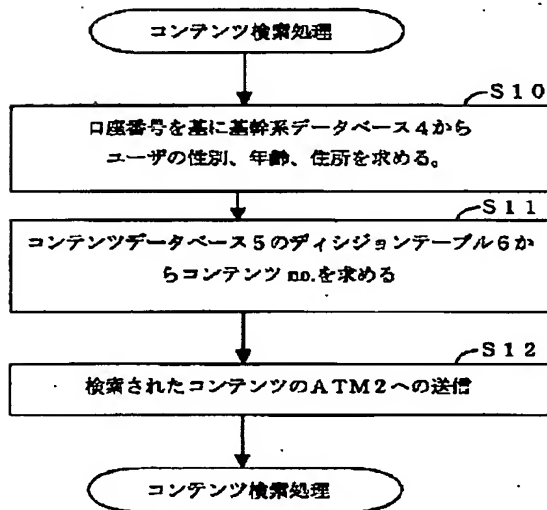 コンテンツ検索処理
S10
口座番号を基に基幹系データベース4から
ユーザの性別、年齢、住所を求める。
S11
コンテンツデータベース5のディシジョンテーブル6か
らコンテンツno.を求める
S12
検索されたコンテンツのATM2への送信
コンテンツ検索処理